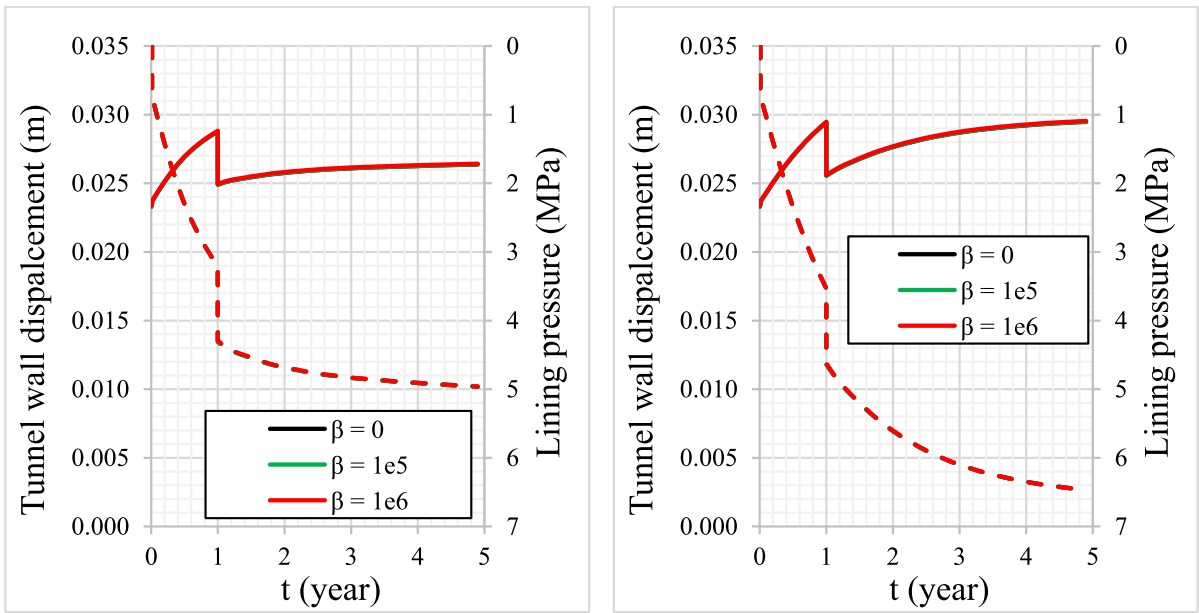 Tunnel wall dispalcement (m)
0.035
0.030
0.025
0.020
0.015
0.010
0.005
0.000
0
1
2
3
4
5
6
7
Lining pressure (MPa)
β = 0
β = 1e5
β = 1e6
0 1 2 3 4 5
t (year)
Tunnel wall dispalcement (m)
0.035
0.030
0.025
0.020
0.015
0.010
0.005
0.000
0
1
2
3
4
5
6
7
Lining pressure (MPa)
β = 0
β = 1e5
β = 1e6
0 1 2 3 4 5
t (year)